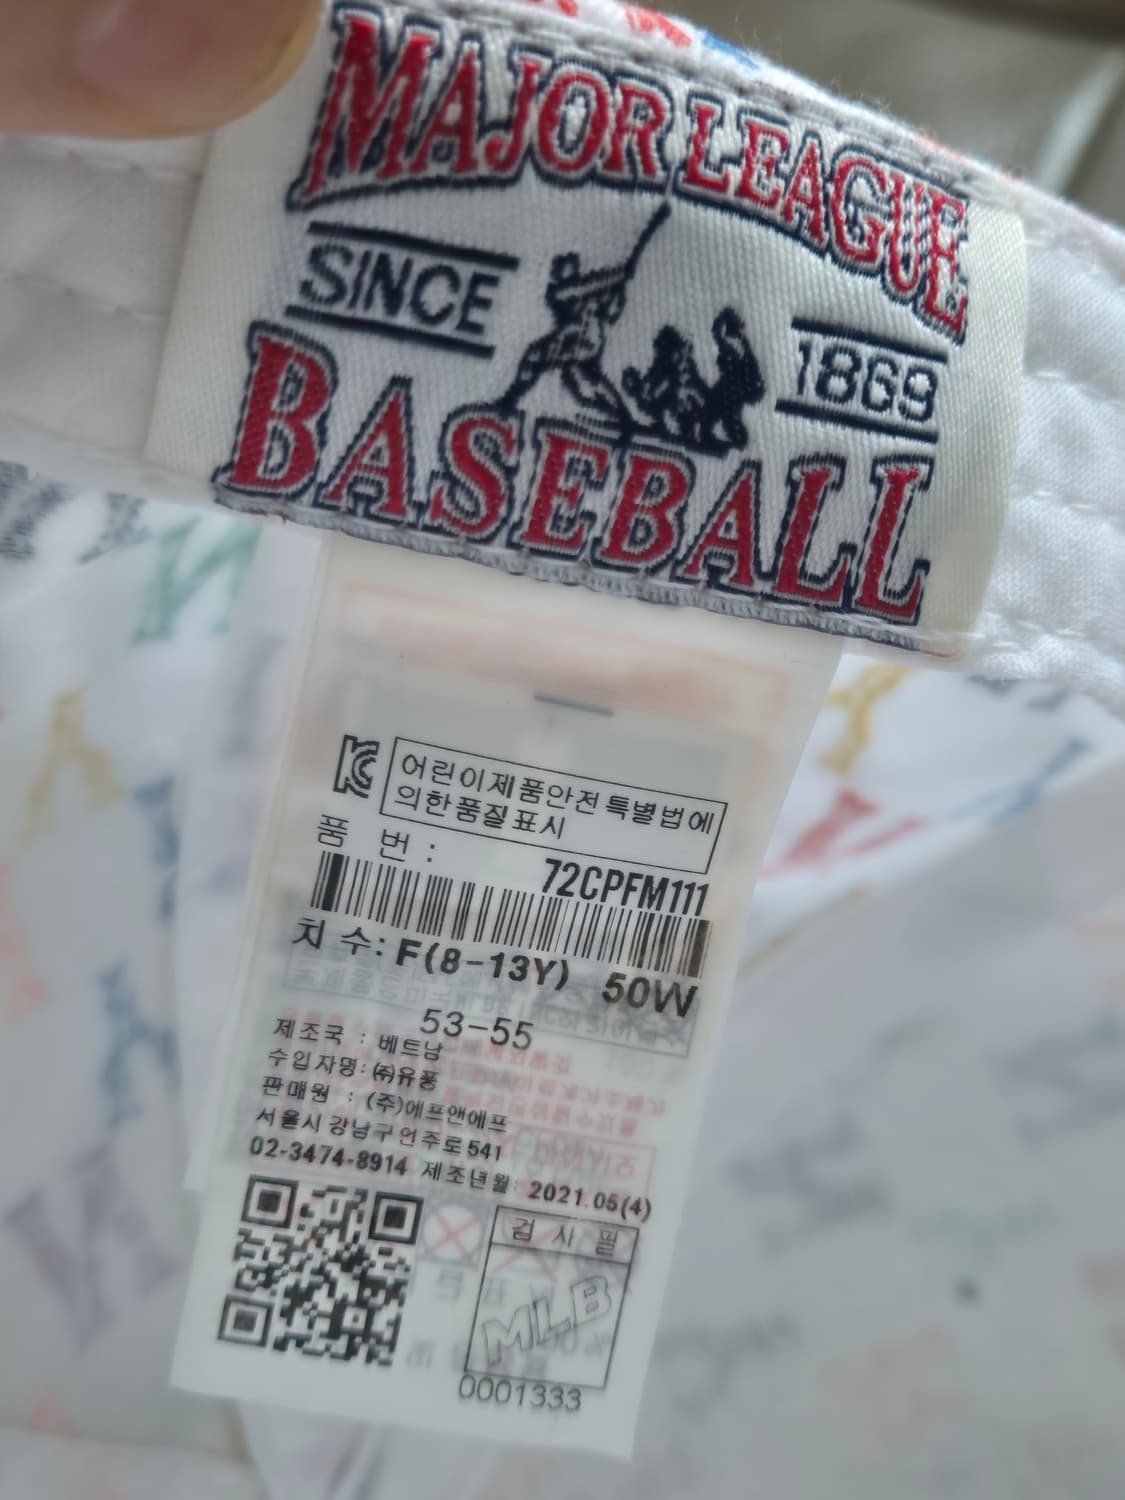 MAJOR LEAGUE
SINCE 1869
BASEBALL
어린이제품안전특별법에
의한품질표시
품 번 : 72CPFM111
치 수: F(8-13Y) 50W
53-55
제조국 : 베트남
수입자명: ㈜유풍
판매원 : (주)에프앤에프
서울시 강남구 언주로 541
02-3474-8914 제조년월: 2021.05(4)
검 사 필
MLB
0001333